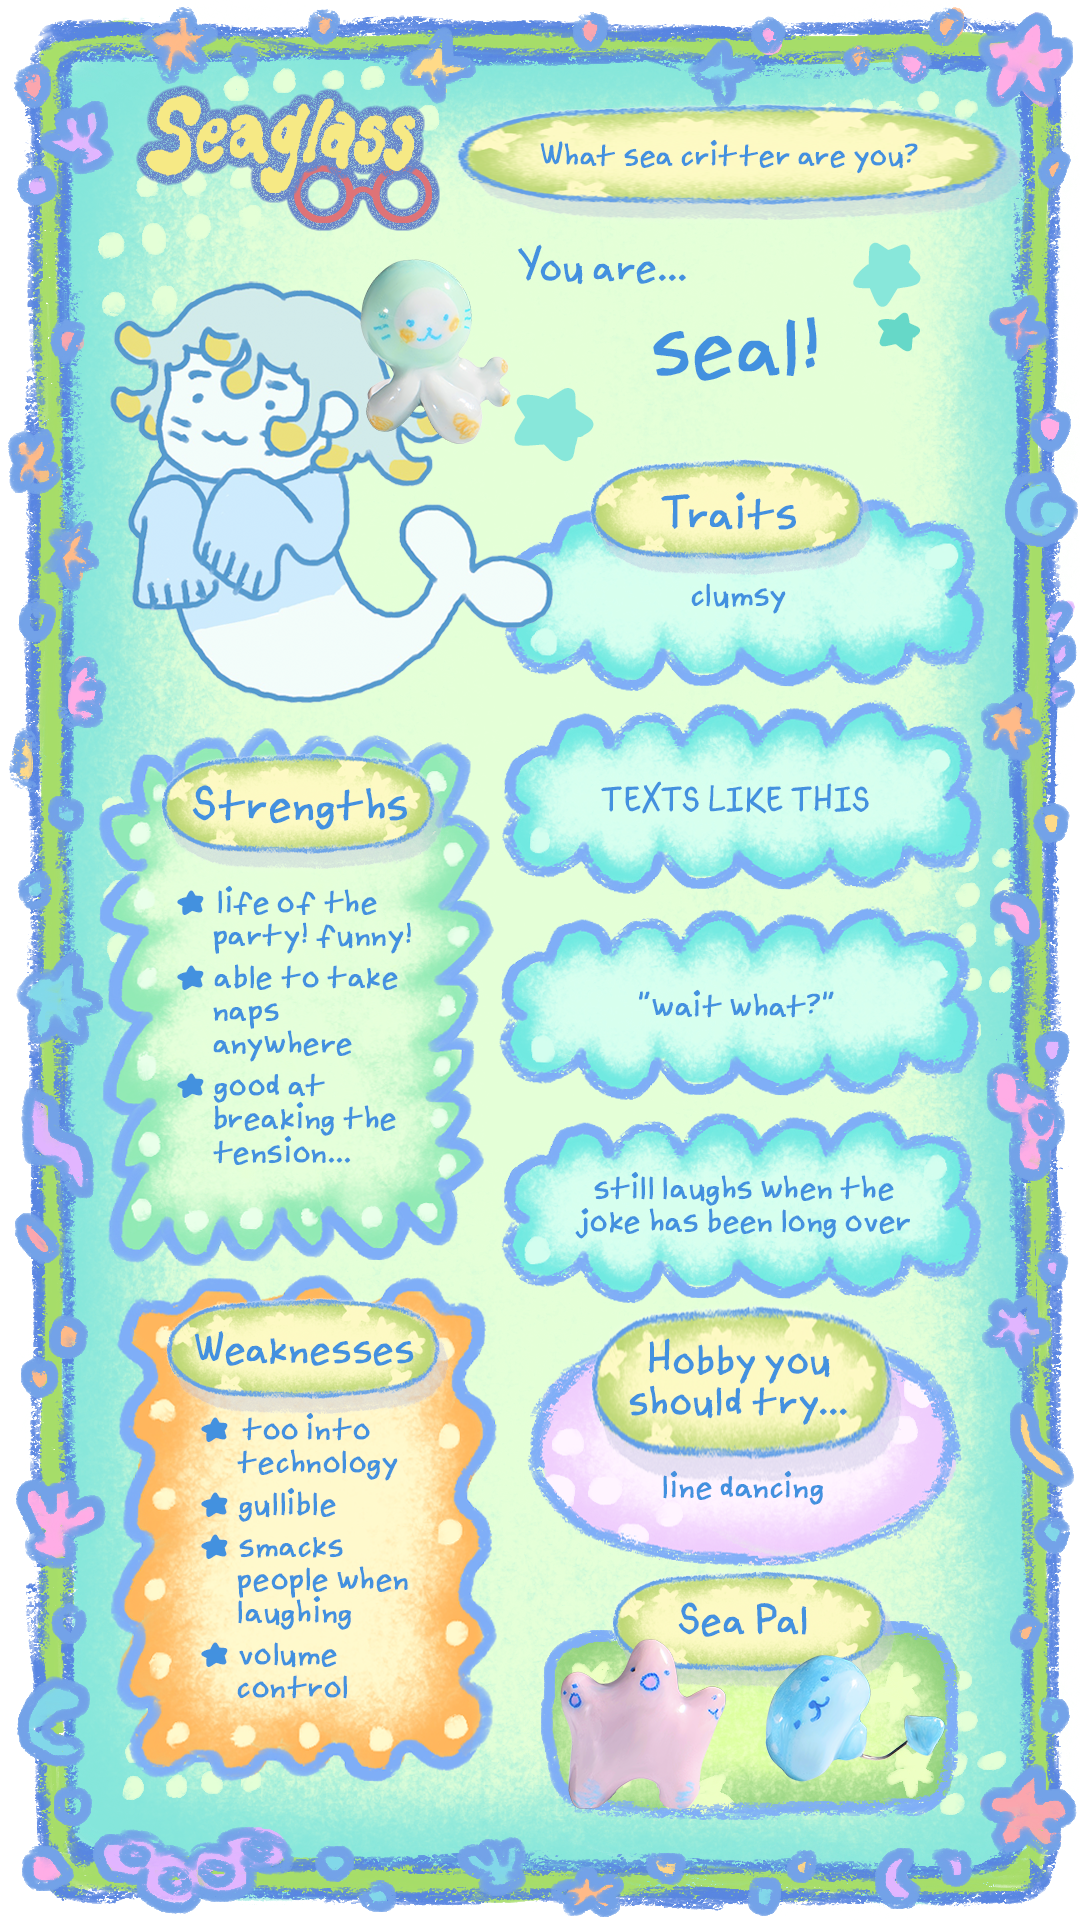 Seaglass
What sea critter are you?
You are...
seal!
Traits
clumsy
TEXTS LIKE THIS
"wait what?"
still laughs when the
joke has been long over
Strengths
life of the
party! funny!
able to take
naps
anywhere
good at
breaking the
tension...
Weaknesses
too into
technology
gullible
smacks
people when
laughing
volume
control
Hobby you
should try...
line dancing
Sea Pal